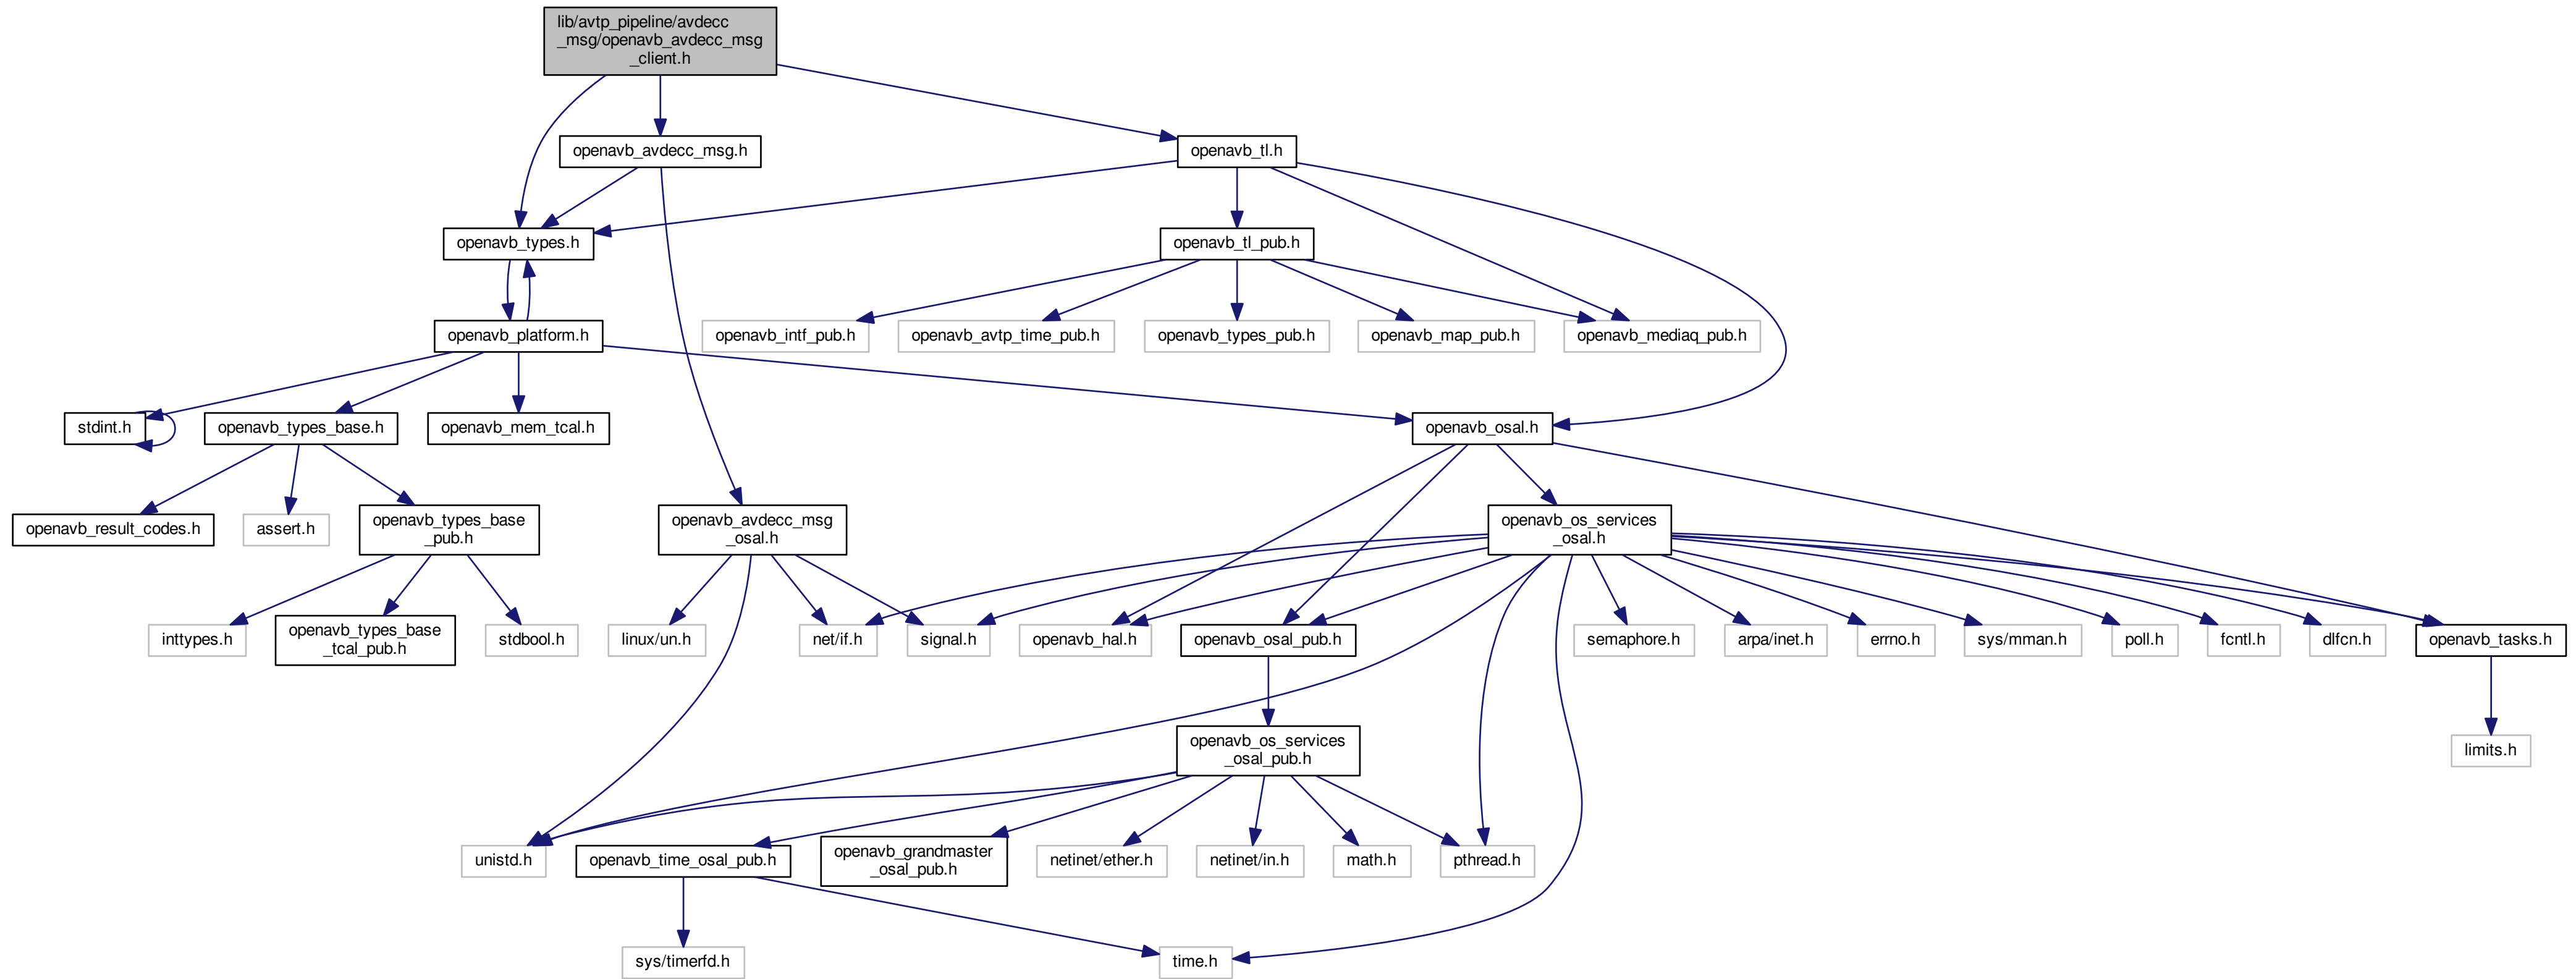 lib/avtp_pipeline/avdecc
_msg/openavb_avdecc_msg
_client.h
openavb_avdecc_msg.h
openavb_tl.h
openavb_types.h
openavb_tl_pub.h
openavb_platform.h
openavb_intf_pub.h
openavb_avtp_time_pub.h
openavb_types_pub.h
openavb_map_pub.h
openavb_mediaq_pub.h
stdint.h
openavb_types_base.h
openavb_mem_tcal.h
openavb_osal.h
openavb_result_codes.h
assert.h
openavb_types_base
_pub.h
openavb_avdecc_msg
_osal.h
openavb_os_services
_osal.h
inttypes.h
openavb_types_base
_tcal_pub.h
stdbool.h
linux/un.h
net/if.h
signal.h
openavb_hal.h
openavb_osal_pub.h
semaphore.h
arpa/inet.h
errno.h
sys/mman.h
poll.h
fcntl.h
dlfcn.h
openavb_tasks.h
openavb_os_services
_osal_pub.h
limits.h
unistd.h
openavb_time_osal_pub.h
openavb_grandmaster
_osal_pub.h
netinet/ether.h
netinet/in.h
math.h
pthread.h
sys/timerfd.h
time.h